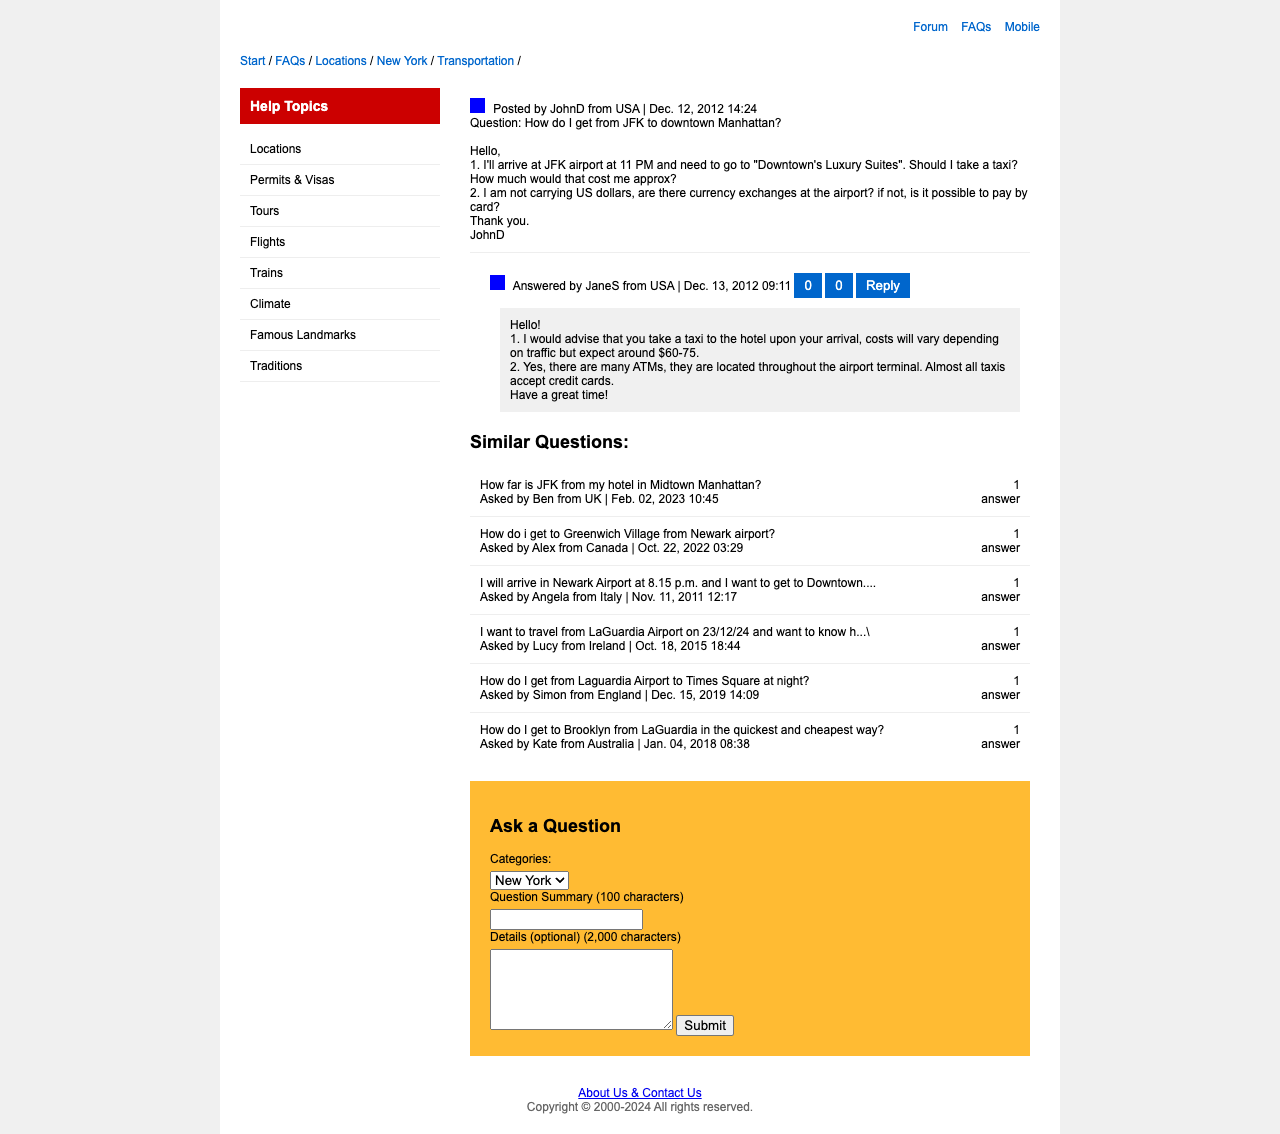 Forum FAQs Mobile
Start / FAQs / Locations / New York / Transportation /
Help Topics
Locations
Permits & Visas
Tours
Flights
Trains
Climate
Famous Landmarks
Traditions
Posted by JohnD from USA | Dec. 12, 2012 14:24
Question: How do I get from JFK to downtown Manhattan?
Hello,
1. I'll arrive at JFK airport at 11 PM and need to go to "Downtown's Luxury Suites". Should I take a taxi?
How much would that cost me approx?
2. I am not carrying US dollars, are there currency exchanges at the airport? if not, is it possible to pay by
card?
Thank you.
JohnD
Answered by JaneS from USA | Dec. 13, 2012 09:11 0 0 Reply
Hello!
1. I would advise that you take a taxi to the hotel upon your arrival, costs will vary depending
on traffic but expect around $60-75.
2. Yes, there are many ATMs, they are located throughout the airport terminal. Almost all taxis
accept credit cards.
Have a great time!
Similar Questions:
How far is JFK from my hotel in Midtown Manhattan? 1
Asked by Ben from UK | Feb. 02, 2023 10:45 answer
How do i get to Greenwich Village from Newark airport? 1
Asked by Alex from Canada | Oct. 22, 2022 03:29 answer
I will arrive in Newark Airport at 8.15 p.m. and I want to get to Downtown.... 1
Asked by Angela from Italy | Nov. 11, 2011 12:17 answer
I want to travel from LaGuardia Airport on 23/12/24 and want to know h...\ 1
Asked by Lucy from Ireland | Oct. 18, 2015 18:44 answer
How do I get from Laguardia Airport to Times Square at night? 1
Asked by Simon from England | Dec. 15, 2019 14:09 answer
How do I get to Brooklyn from LaGuardia in the quickest and cheapest way? 1
Asked by Kate from Australia | Jan. 04, 2018 08:38 answer
Ask a Question
Categories:
New York
Question Summary (100 characters)
Details (optional) (2,000 characters)
Submit
About Us & Contact Us
Copyright © 2000-2024 All rights reserved.